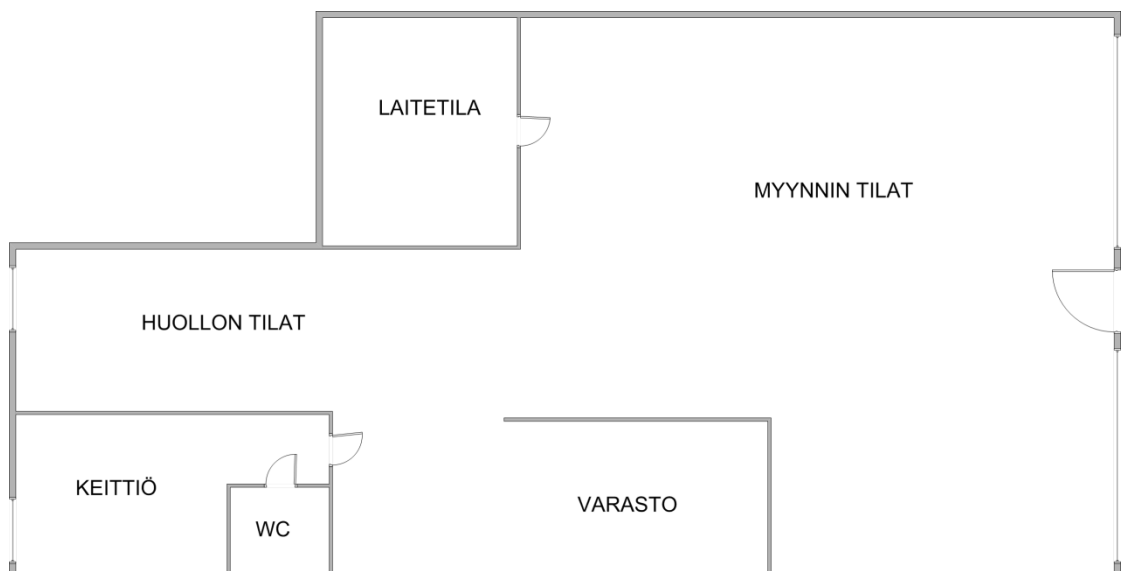 LAITETILA
MYYNNIN TILAT
HUOLLON TILAT
KEITTIÖ
VARASTO
WC